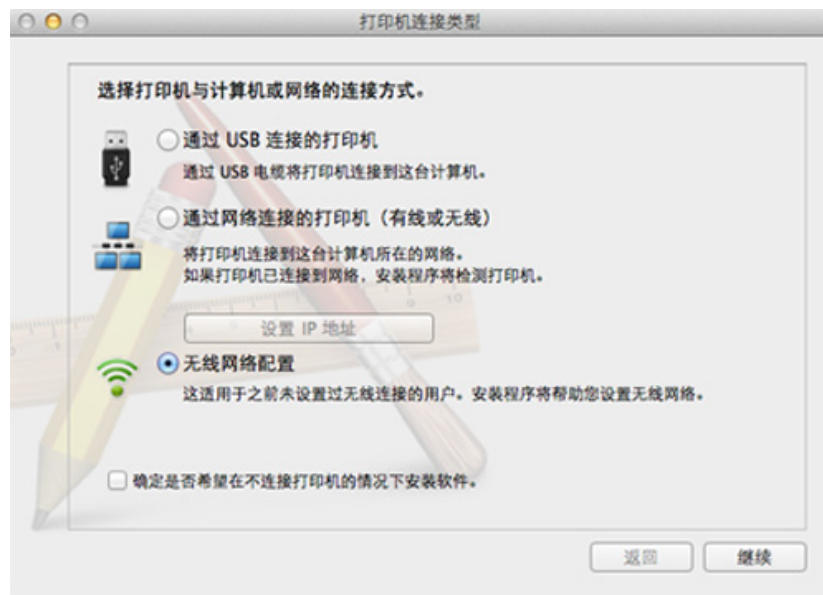 打印机连接类型
选择打印机与计算机或网络的连接方式。
通过 USB 连接的打印机
通过 USB 电缆将打印机连接到这台计算机。
通过网络连接的打印机（有线或无线）
将打印机连接到这台计算机所在的网络。
如果打印机已连接到网络，安装程序将检测打印机。
设置 IP 地址
无线网络配置
这适用于之前未设置过无线连接的用户。安装程序将帮助您设置无线网络。
确定是否希望在不连接打印机的情况下安装软件。
返回 继续